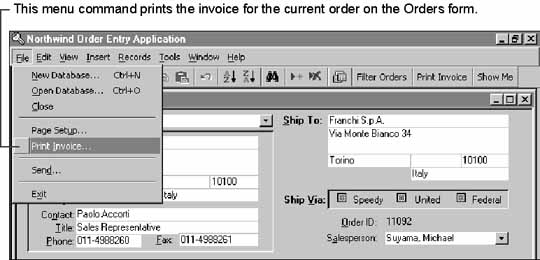 This menu command prints the invoice for the current order on the Orders form.
Northwind Order Entry Application
File Edit View Insert Records Tools Window Help
Filter Orders Print Invoice Show Me
New Database... Ctrl+N
Open Database... Ctrl+O
Close
Page Setup...
Print Invoice...
Send...
Exit
Ship To: Franchi S.p.A.
Via Monte Bianco 34
Torino 10100
Italy
10100
taly
Ship Via: Speedy United Federal
Contact: Paolo Accorti
Title: Sales Representative
Phone: 011-4988260 Fax: 011-4988261
Order ID: 11092
Salesperson: Suyama, Michael